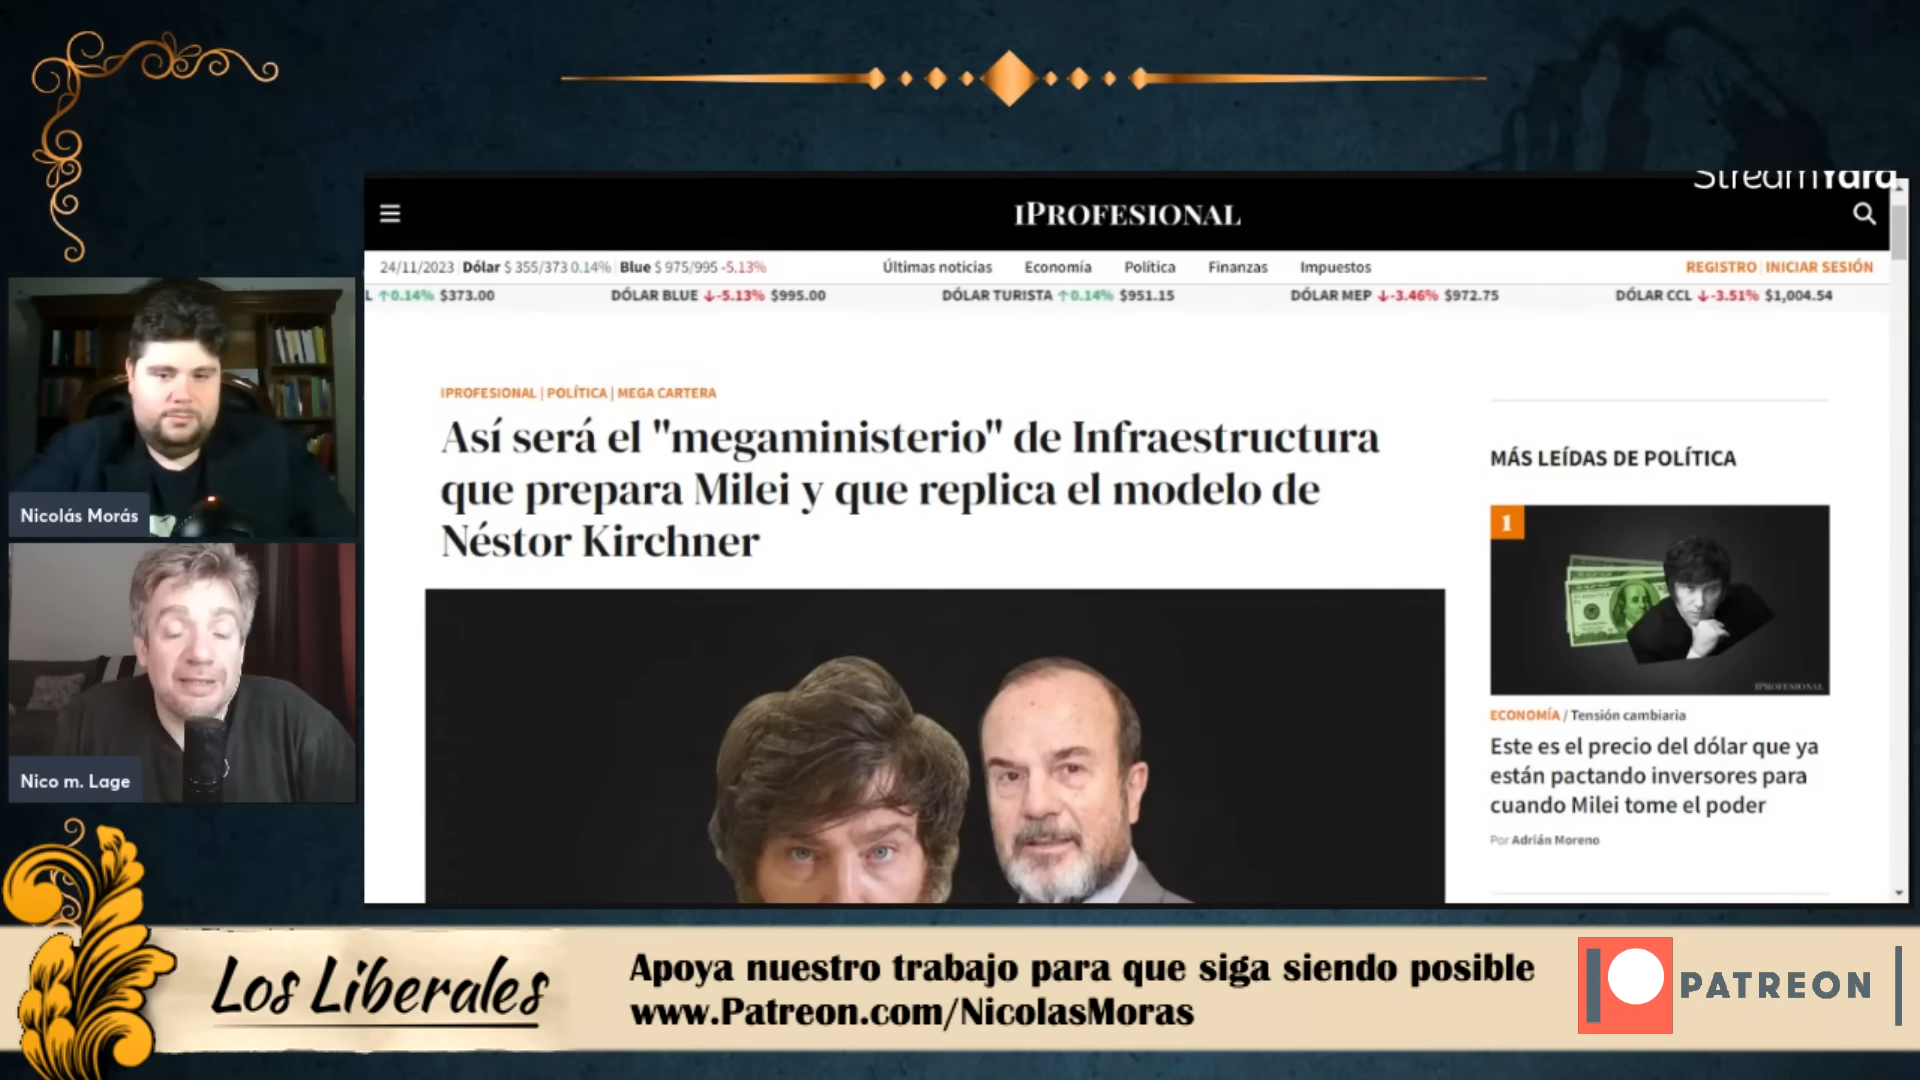 StreamYard
IPROFESIONAL
24/11/2023 | Dólar $ 355/373 0.14% | Blue $ 975/995 -5.13%
Últimas noticias
Economía
Política
Finanzas
Impuestos
REGISTRO | INICIAR SESIÓN
L ↑0.14% $373.00
DÓLAR BLUE ↓-5.13% $995.00
DÓLAR TURISTA ↑0.14% $951.15
DÓLAR MEP ↓-3.46% $972.75
DÓLAR CCL ↓-3.51% $1,004.54
IPROFESIONAL | POLÍTICA | MEGA CARTERA
Así será el "megaministerio" de Infraestructura
que prepara Milei y que replica el modelo de
Néstor Kirchner
MÁS LEÍDAS DE POLÍTICA
1
IPROFESIONAL
ECONOMÍA / Tensión cambiaria
Este es el precio del dólar que ya
están pactando inversores para
cuando Milei tome el poder
Por Adrián Moreno
Nicolás Morás
Nico m. Lage
Los Liberales
Apoya nuestro trabajo para que siga siendo posible
www.Patreon.com/NicolasMoras
PATREON